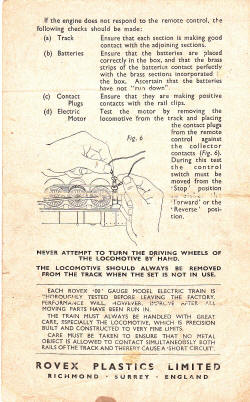 If the engine does not respond to the remote control, the
following checks should be made:
(a) Track Ensure that each section is making good
contact with the adjoining sections.
(b) Batteries Ensure that the batteries are placed
correctly in the box, and that the brass
strips of the battericn contact perfectly
with the brass sections incorporated
the box. Ascertain that the batteries
have not "run down".
(c) Contact Ensure that they are making positive
Plugs contacts with the rail clips.
(d) Electric Test the motor by removing the
Motor locomotive from the track and placing
the contact plugs
from the remote
control against
the collector
Fig. 6 contacts (Fig. 6).
During this test
the control
switch must be
moved from the
'Stop' position
'Forward' or the
'Reverse' posi-
tion.
NEVER ATTEMPT TO TURN THE DRIVING WHEELS OF
THE LOCOMOTIVE BY HAND.
THE LOCOMOTIVE SHOULD ALWAYS BE REMOVED
FROM THE TRACK WHEN THE SET IS NOT IN USE.
EACH ROVEX '00' GAUGE MODEL ELECTRIC TRAIN IS
THOROUGHLY TESTED BEFORE LEAVING THE FACTORY.
PERFORMANCE WILL, HOWEVER, IMPROVE AFTER ALL
MOVING PARTS HAVE BEEN RUN IN.
THE TRAIN MUST ALWAYS BE HANDLED WITH GREAT
CARE, ESPECIALLY THE LOCOMOTIVE, WHICH IS PRECISION
BUILT AND CONSTRUCTED TO VERY FINE LIMITS.
CARE MUST BE TAKEN TO ENSURE THAT NO METAL
OBJECT IS ALLOWED TO CONTACT SIMULTANEOUSLY BOTH
RAILS OF THE TRACK AND THEREBY CAUSE A 'SHORT CIRCUIT'.
ROVEX PLASTICS LIMITED
RICHMOND · SURREY · ENGLAND